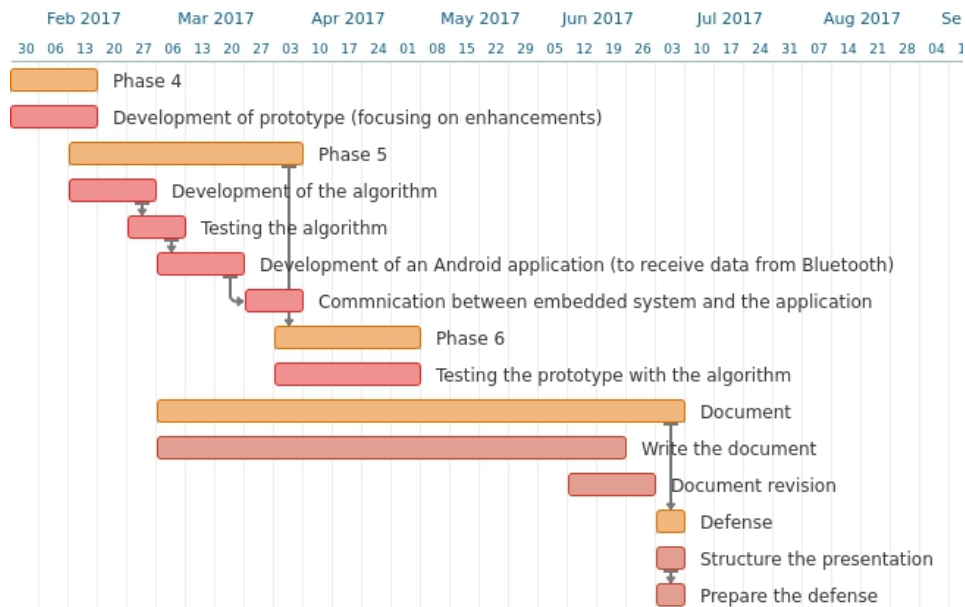 Feb 2017 Mar 2017 Apr 2017 May 2017 Jun 2017 Jul 2017 Aug 2017 Se
30 06 13 20 27 06 13 20 27 03 10 17 24 01 08 15 22 29 05 12 19 26 03 10 17 24 31 07 14 21 28 04 1
Phase 4
Development of prototype (focusing on enhancements)
Phase 5
Development of the algorithm
Testing the algorithm
Development of an Android application (to receive data from Bluetooth)
Commnication between embedded system and the application
Phase 6
Testing the prototype with the algorithm
Document
Write the document
Document revision
Defense
Structure the presentation
Prepare the defense